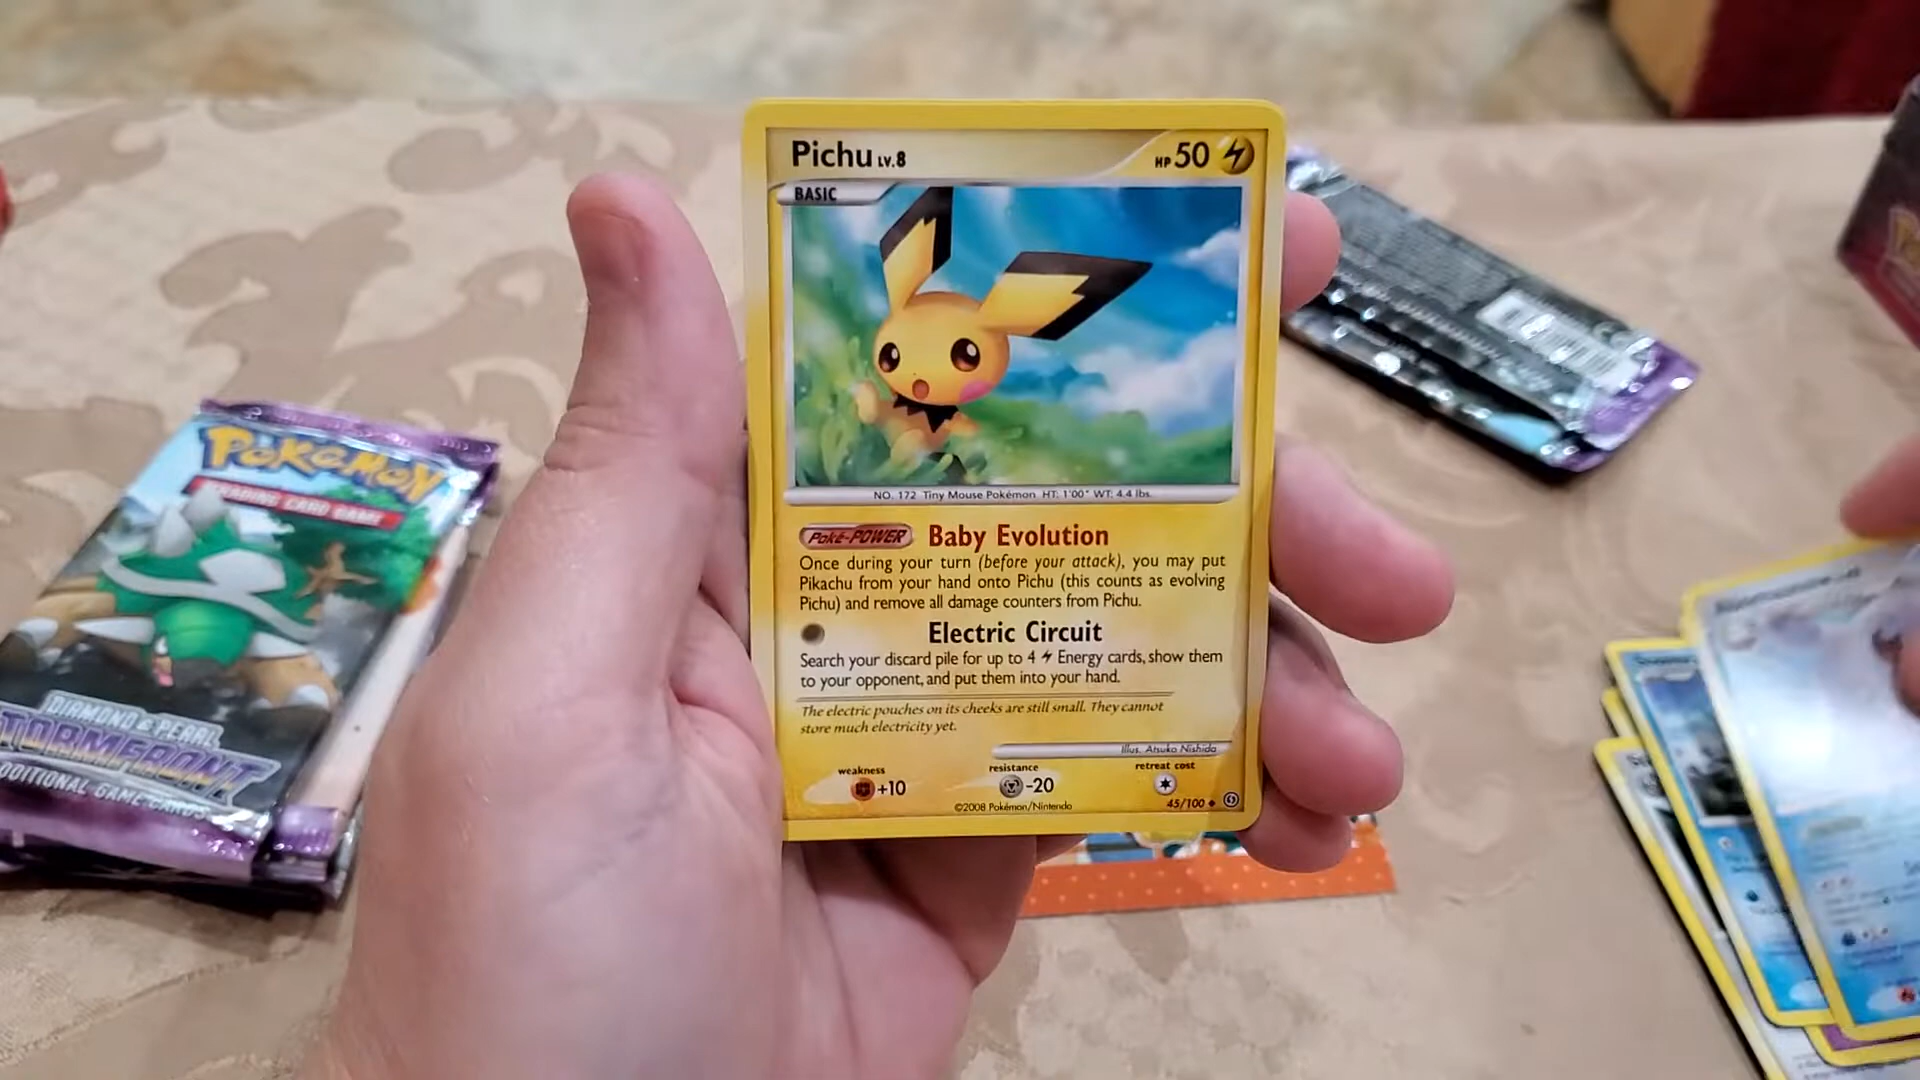 Pichu LV.8
HP 50
BASIC
NO. 172 Tiny Mouse Pokémon HT: 1'00" WT: 4.4 lbs.
Poké-POWER Baby Evolution
Once during your turn (before your attack), you may put
Pikachu from your hand onto Pichu (this counts as evolving
Pichu) and remove all damage counters from Pichu.
Electric Circuit
Search your discard pile for up to 4 Energy cards, show them
to your opponent, and put them into your hand.
The electric pouches on its cheeks are still small. They cannot
store much electricity yet.
Illus. Atsuko Nishida
weakness
+10
resistance
-20
retreat cost
©2008 Pokémon/Nintendo
45/100
POKéMON
TRADING CARD GAME
DIAMOND & PEARL
STORMFRONT
ADDITIONAL GAME CARDS